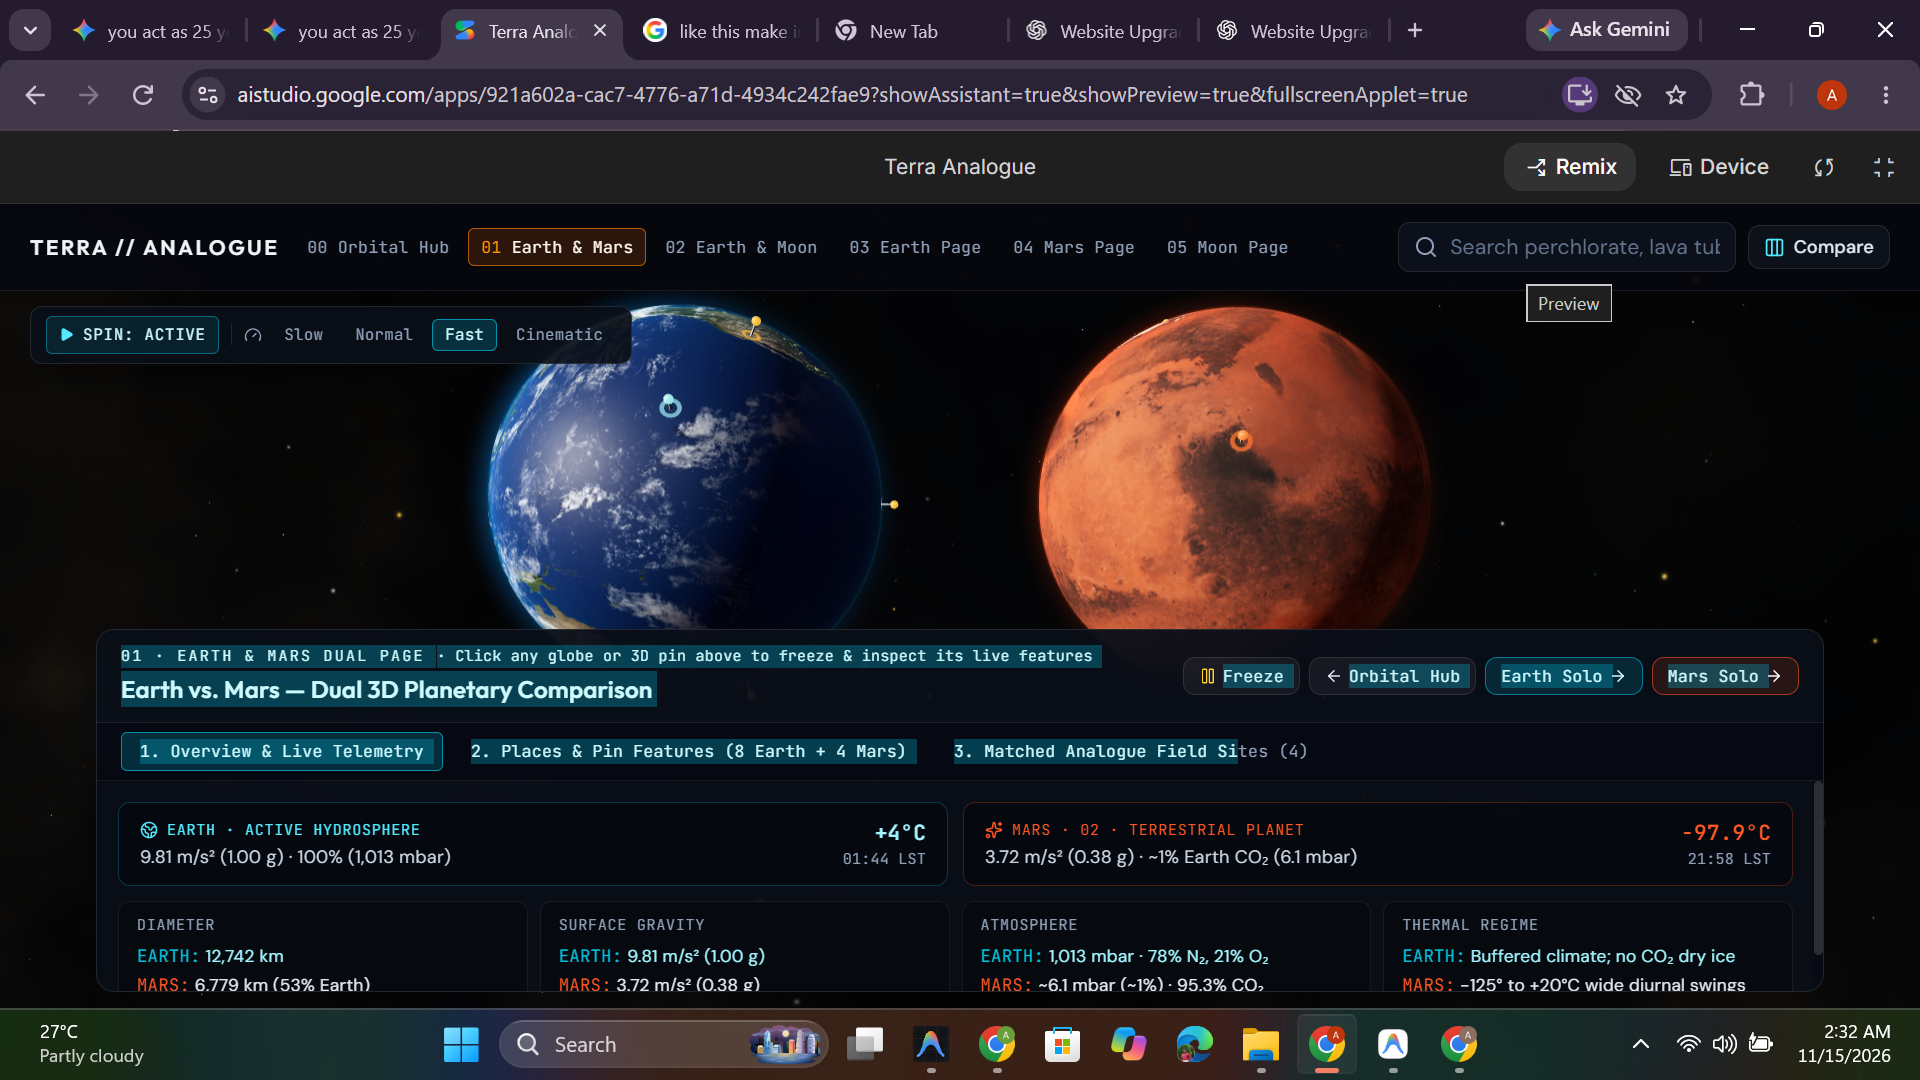 you act as 25 y
you act as 25 y
Terra Analo
like this make i
New Tab
Website Upgra
Website Upgra
Ask Gemini
aistudio.google.com/apps/921a602a-cac7-4776-a71d-4934c242fae9?showAssistant=true&showPreview=true&fullscreenApplet=true
A
Terra Analogue
Remix
Device
TERRA // ANALOGUE
00 Orbital Hub
01 Earth & Mars
02 Earth & Moon
03 Earth Page
04 Mars Page
05 Moon Page
Search perchlorate, lava tub
Compare
Preview
SPIN: ACTIVE
Slow
Normal
Fast
Cinematic
01 · EARTH & MARS DUAL PAGE · Click any globe or 3D pin above to freeze & inspect its live features
Earth vs. Mars — Dual 3D Planetary Comparison
Freeze
← Orbital Hub
Earth Solo →
Mars Solo →
1. Overview & Live Telemetry
2. Places & Pin Features (8 Earth + 4 Mars)
3. Matched Analogue Field Sites (4)
EARTH · ACTIVE HYDROSPHERE
+4°C
9.81 m/s² (1.00 g) · 100% (1,013 mbar)
01:44 LST
MARS · 02 · TERRESTRIAL PLANET
-97.9°C
3.72 m/s² (0.38 g) · ~1% Earth CO₂ (6.1 mbar)
21:58 LST
DIAMETER
EARTH: 12,742 km
MARS: 6,779 km (53% Earth)
SURFACE GRAVITY
EARTH: 9.81 m/s² (1.00 g)
MARS: 3.72 m/s² (0.38 g)
ATMOSPHERE
EARTH: 1,013 mbar · 78% N₂, 21% O₂
MARS: ~6.1 mbar (~1%) · 95.3% CO₂
THERMAL REGIME
EARTH: Buffered climate; no CO₂ dry ice
MARS: −125° to +20°C wide diurnal swings
27°C
Partly cloudy
Search
A
A
A
2:32 AM
11/15/2026